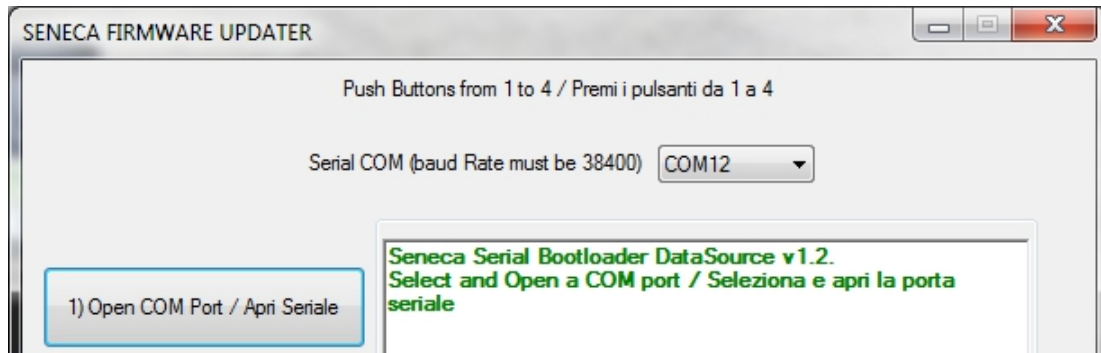 SENECA FIRMWARE UPDATER
Push Buttons from 1 to 4 / Premi i pulsanti da 1 a 4
Serial COM (baud Rate must be 38400) COM12
Seneca Serial Bootloader DataSource v1.2.
Select and Open a COM port / Seleziona e apri la porta
seriale
1) Open COM Port / Apri Seriale